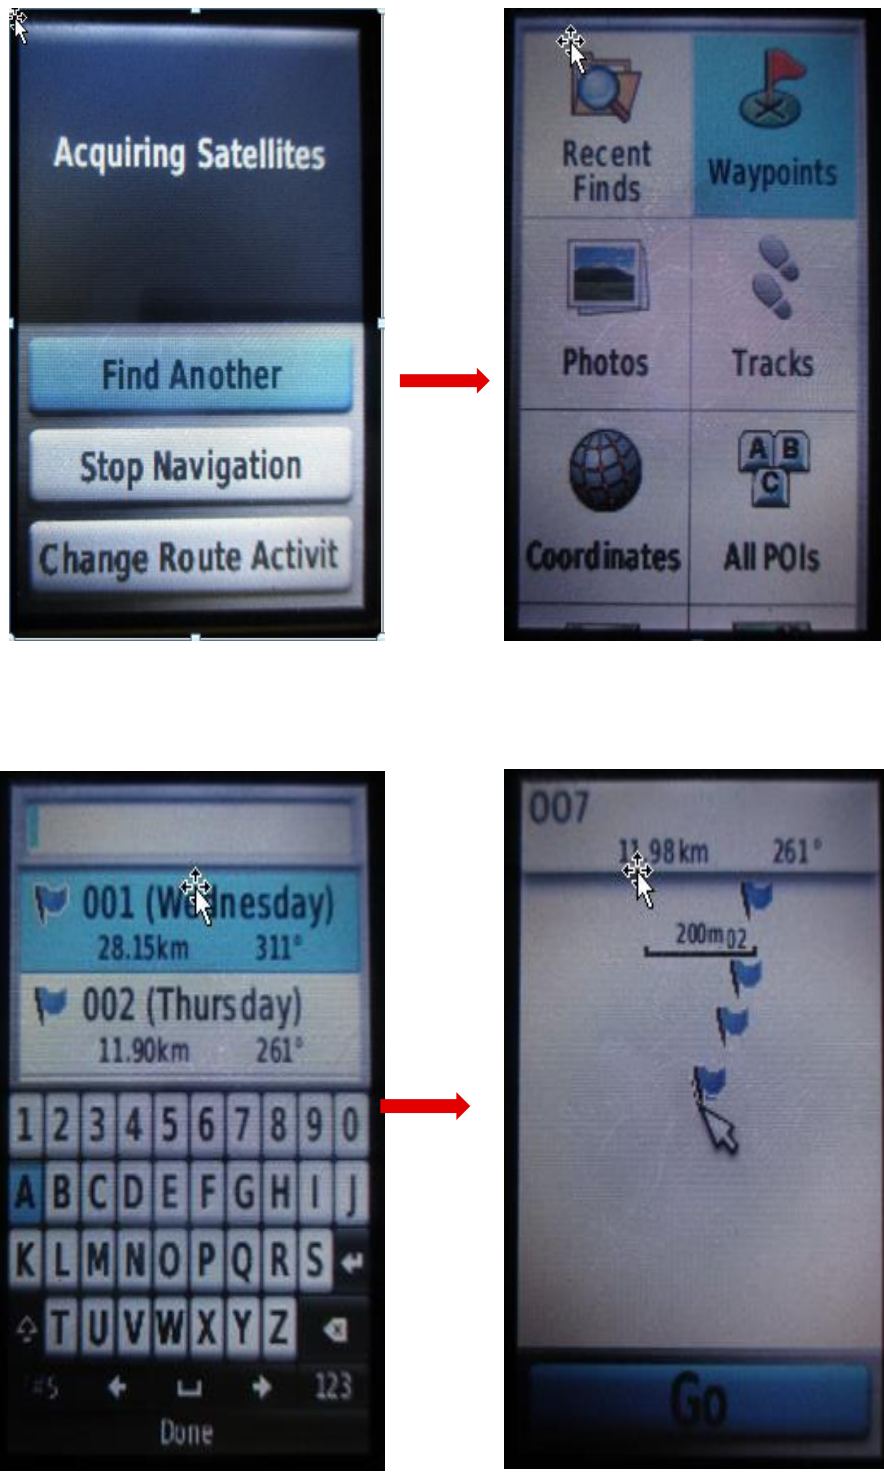 Acquiring Satellites
Find Another
Stop Navigation
Change Route Activit
Recent
Finds
Waypoints
Photos
Tracks
Coordinates
All POIs
001 (Wednesday)
28.15km 311°
002 (Thursday)
11.90km 261°
1 2 3 4 5 6 7 8 9 0
A B C D E F G H I J
K L M N O P Q R S
T U V W X Y Z
123
Done
007
11.98km 261°
200m 02
Go